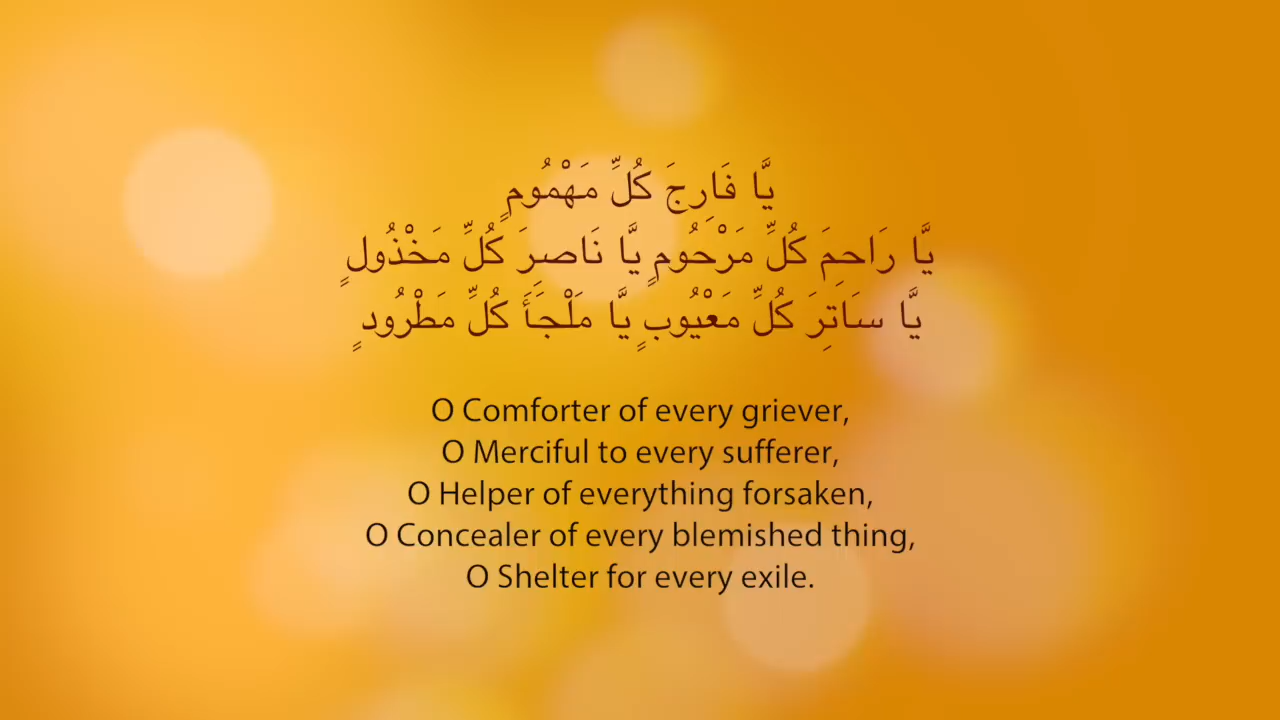 يَّا فَارِجَ كُلِّ مَهْمُومٍ
يَّا رَاحِمَ كُلِّ مَرْحُومٍ يَّا نَاصِرَ كُلِّ مَخْذُولٍ
يَّا سَاتِرَ كُلِّ مَعْيُوبٍ يَّا مَلْجَأَ كُلِّ مَطْرُودٍ
O Comforter of every griever,
O Merciful to every sufferer,
O Helper of everything forsaken,
O Concealer of every blemished thing,
O Shelter for every exile.